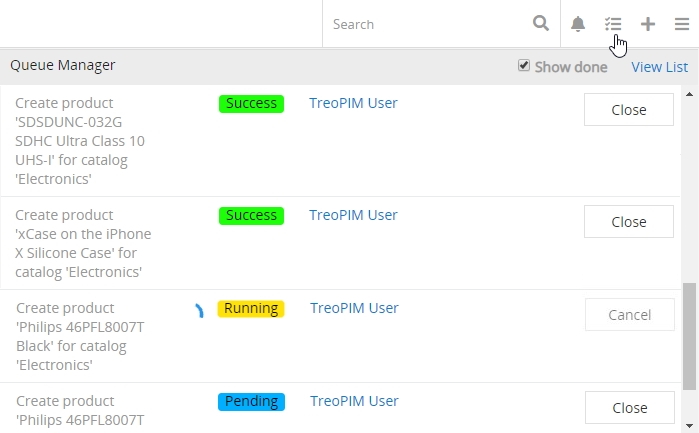 Search
Queue Manager
Show done
View List
Create product
'SDSDUNC-032G
SDHC Ultra Class 10
UHS-I' for catalog
'Electronics'
Success
TreoPIM User
Close
Create product
'xCase on the iPhone
X Silicone Case' for
catalog 'Electronics'
Success
TreoPIM User
Close
Create product
'Philips 46PFL8007T
Black' for catalog
'Electronics'
Running
TreoPIM User
Cancel
Create product
'Philips 46PFL8007T
Pending
TreoPIM User
Close